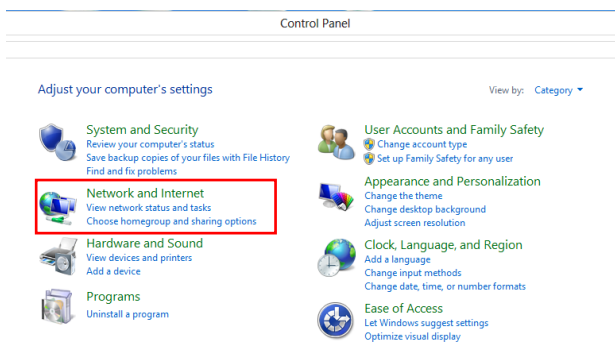 Control Panel
Adjust your computer's settings
View by: Category
System and Security
Review your computer's status
Save backup copies of your files with File History
Find and fix problems
Network and Internet
View network status and tasks
Choose homegroup and sharing options
Hardware and Sound
View devices and printers
Add a device
Programs
Uninstall a program
User Accounts and Family Safety
Change account type
Set up Family Safety for any user
Appearance and Personalization
Change the theme
Change desktop background
Adjust screen resolution
Clock, Language, and Region
Add a language
Change input methods
Change date, time, or number formats
Ease of Access
Let Windows suggest settings
Optimize visual display